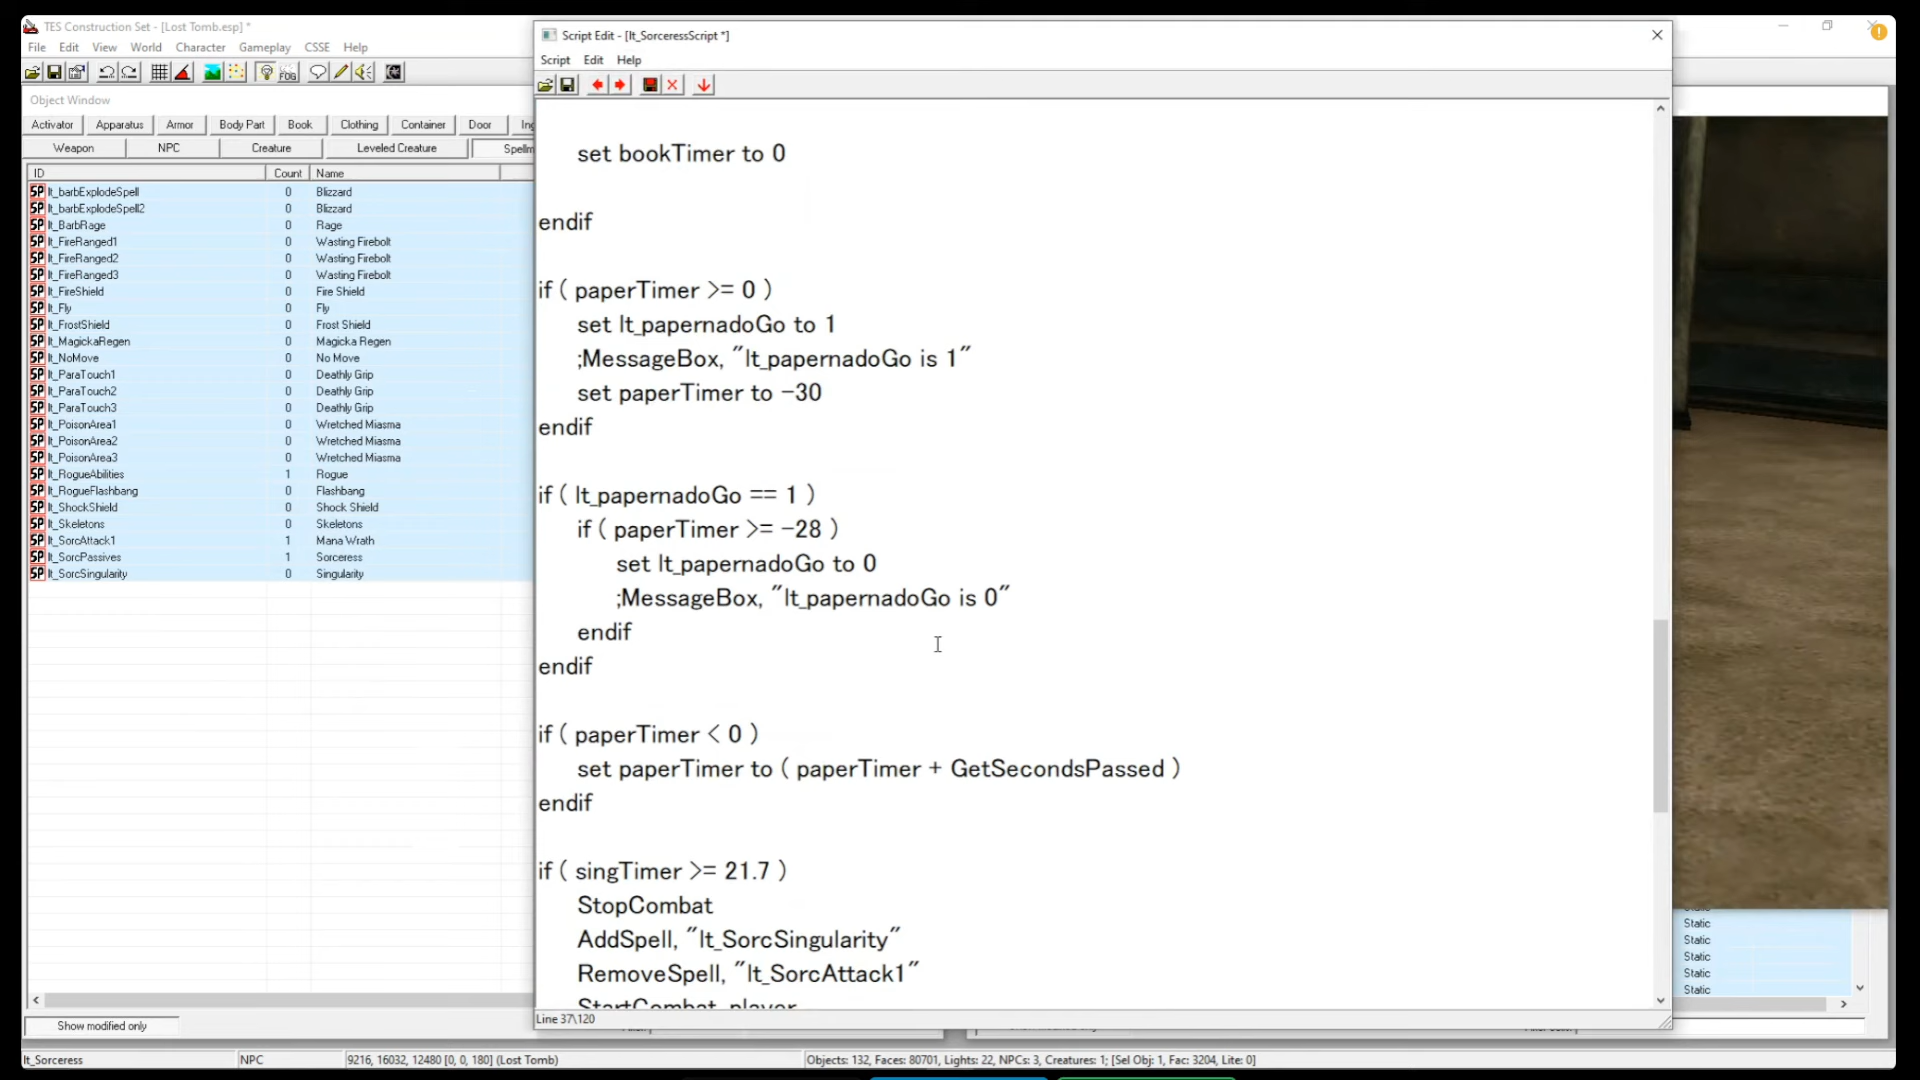 TES Construction Set - [Lost Tomb.esp] *
File Edit View World Character Gameplay CSSE Help
Object Window
Activator Apparatus Armor Body Part Book Clothing Container Door
Weapon NPC Creature Leveled Creature
ID Count Name
lt_barbExplodeSpell 0 Blizzard
lt_barbExplodeSpell2 0 Blizzard
lt_BarbRage 0 Rage
lt_FireRanged1 0 Wasting Firebolt
lt_FireRanged2 0 Wasting Firebolt
lt_FireRanged3 0 Wasting Firebolt
lt_FireShield 0 Fire Shield
lt_Fly 0 Fly
lt_FrostShield 0 Frost Shield
lt_MagickaRegen 0 Magicka Regen
lt_NoMove 0 No Move
lt_ParaTouch1 0 Deathly Grip
lt_ParaTouch2 0 Deathly Grip
lt_ParaTouch3 0 Deathly Grip
lt_PoisonArea1 0 Wretched Miasma
lt_PoisonArea2 0 Wretched Miasma
lt_PoisonArea3 0 Wretched Miasma
lt_RogueAbilities 1 Rogue
lt_RogueFlashbang 0 Flashbang
lt_ShockShield 0 Shock Shield
lt_Skeletons 0 Skeletons
lt_SorcAttack1 1 Mana Wrath
lt_SorcPassives 1 Sorceress
lt_SorcSingularity 0 Singularity
Show modified only
Script Edit - [lt_SorceressScript *]
Script Edit Help
set bookTimer to 0
endif
if ( paperTimer >= 0 )
set lt_papernadoGo to 1
;MessageBox, "lt_papernadoGo is 1"
set paperTimer to -30
endif
if ( lt_papernadoGo == 1 )
if ( paperTimer >= -28 )
set lt_papernadoGo to 0
;MessageBox, "lt_papernadoGo is 0"
endif
endif
if ( paperTimer < 0 )
set paperTimer to ( paperTimer + GetSecondsPassed )
endif
if ( singTimer >= 21.7 )
StopCombat
AddSpell, "lt_SorcSingularity"
RemoveSpell, "lt_SorcAttack1"
StartCombat, player
Line 37\120
Static
Static
Static
Static
Static
lt_Sorceress NPC 9216, 16032, 12480 [0, 0, 180] (Lost Tomb) Objects: 132, Faces: 80701, Lights: 22, NPCs: 3, Creatures: 1; [Sel Obj: 1, Fac: 3204, Lite: 0]